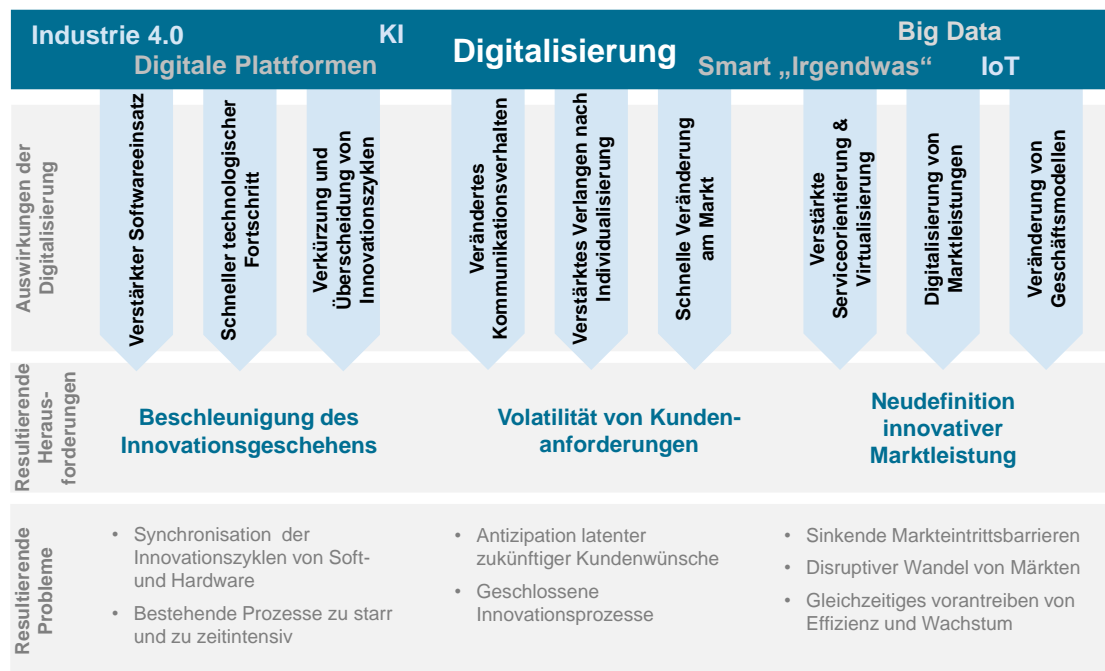 Industrie 4.0
KI
Digitalisierung
Big Data
Digitale Plattformen
Smart „Irgendwas“
IoT
Auswirkungen der
Digitalisierung
Verstärkter Softwareeinsatz
Schneller technologischer
Fortschritt
Verkürzung und
Überscheidung von
Innovationszyklen
Verändertes
Kommunikationsverhalten
Verstärktes Verlangen nach
Individualisierung
Schnelle Veränderung
am Markt
Verstärkte
Serviceorientierung &
Virtualisierung
Digitalisierung von
Marktleistungen
Veränderung von
Geschäftsmodellen
Resultierende
Heraus-
forderungen
Beschleunigung des
Innovationsgeschehens
Volatilität von Kunden-
anforderungen
Neudefinition
innovativer
Marktleistung
Resultierende
Probleme
• Synchronisation der
Innovationszyklen von Soft-
und Hardware
• Bestehende Prozesse zu starr
und zu zeitintensiv
• Antizipation latenter
zukünftiger Kundenwünsche
• Geschlossene
Innovationsprozesse
• Sinkende Markteintrittsbarrieren
• Disruptiver Wandel von Märkten
• Gleichzeitiges vorantreiben von
Effizienz und Wachstum